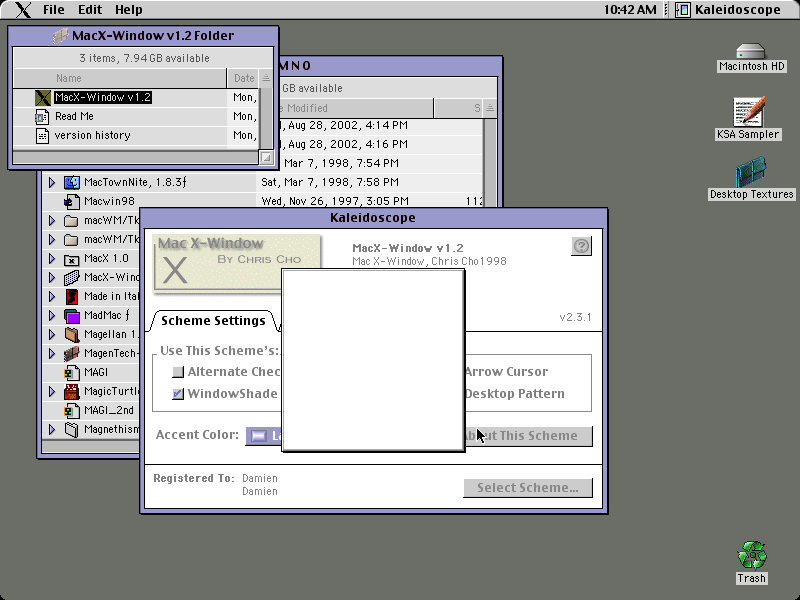 File Edit Help 10:42 AM Kaleidoscope
MacX-Window v1.2 Folder
3 items, 7.94 GB available
Name Date
MacX-Window v1.2 Mon,
Read Me Mon,
version history Mon,
MNO
GB available
Modified S
Aug 28, 2002, 4:14 PM
Aug 28, 2002, 4:16 PM
Mar 7, 1998, 7:54 PM
MacTownNite, 1.8.3ƒ Sat, Mar 7, 1998, 7:58 PM
Macwin98 Wed, Nov 26, 1997, 3:05 PM 112
macWM/Tk
macWM/Tk
MacX 1.0
MacX-Wind
Made in Ital
MadMac ƒ
Magellan 1.
MagenTech-
MAGI
MagicTurtle
MAGI_2nd
Magnethism
Kaleidoscope
Mac X-Window
By Chris Cho
X
MacX-Window v1.2
Mac X-Window, Chris Cho 1998
?
v2.3.1
Scheme Settings
Use This Scheme's:
Alternate Chec Arrow Cursor
WindowShade Desktop Pattern
Accent Color: La
About This Scheme
Registered To: Damien
Damien
Select Scheme...
Macintosh HD
KSA Sampler
Desktop Textures
Trash